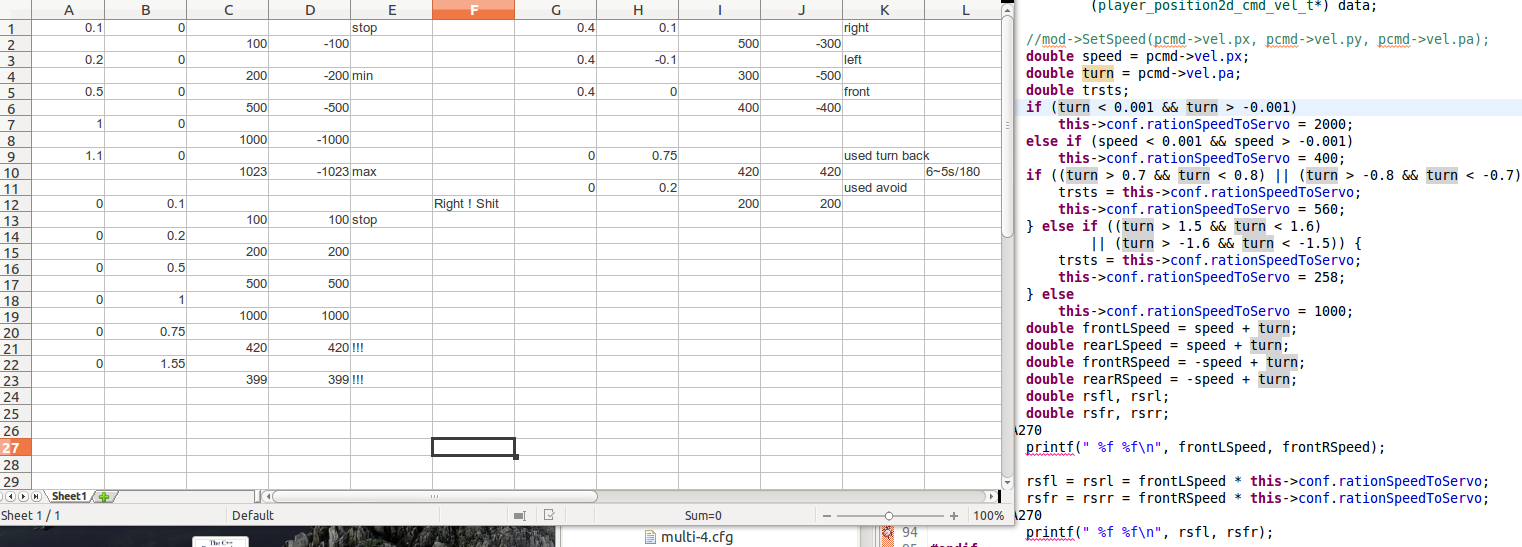 A B C D E F G H I J K L
1 0.1 0 stop 0.4 0.1 right
2 100 -100 500 -300
3 0.2 0 0.4 -0.1 left
4 200 -200 min 300 -500
5 0.5 0 0.4 0 front
6 500 -500 400 -400
7 1 0
8 1000 -1000
9 1.1 0 0 0.75 used turn back
10 1023 -1023 max 420 420 6~5s/180
11 0 0.2 used avoid
12 0 0.1 Right ! Shit 200 200
13 100 100 stop
14 0 0.2
15 200 200
16 0 0.5
17 500 500
18 0 1
19 1000 1000
20 0 0.75
21 420 420 !!!
22 0 1.55
23 399 399 !!!
24
25
26
27
28
29
Sheet1
Sheet 1 / 1 Default Sum=0 100%
The C++
multi-4.cfg
(player_position2d_cmd_vel_t*) data;
//mod->SetSpeed(pcmd->vel.px, pcmd->vel.py, pcmd->vel.pa);
double speed = pcmd->vel.px;
double turn = pcmd->vel.pa;
double trsts;
if (turn < 0.001 && turn > -0.001)
this->conf.rationSpeedToServo = 2000;
else if (speed < 0.001 && speed > -0.001)
this->conf.rationSpeedToServo = 400;
if ((turn > 0.7 && turn < 0.8) || (turn > -0.8 && turn < -0.7)
trsts = this->conf.rationSpeedToServo;
this->conf.rationSpeedToServo = 560;
} else if ((turn > 1.5 && turn < 1.6)
|| (turn > -1.6 && turn < -1.5)) {
trsts = this->conf.rationSpeedToServo;
this->conf.rationSpeedToServo = 258;
} else
this->conf.rationSpeedToServo = 1000;
double frontLSpeed = speed + turn;
double rearLSpeed = speed + turn;
double frontRSpeed = -speed + turn;
double rearRSpeed = -speed + turn;
double rsfl, rsrl;
double rsfr, rsrr;
A270
printf(" %f %f\n", frontLSpeed, frontRSpeed);
rsfl = rsrl = frontLSpeed * this->conf.rationSpeedToServo;
rsfr = rsrr = frontRSpeed * this->conf.rationSpeedToServo;
A270
printf(" %f %f\n", rsfl, rsfr);
94